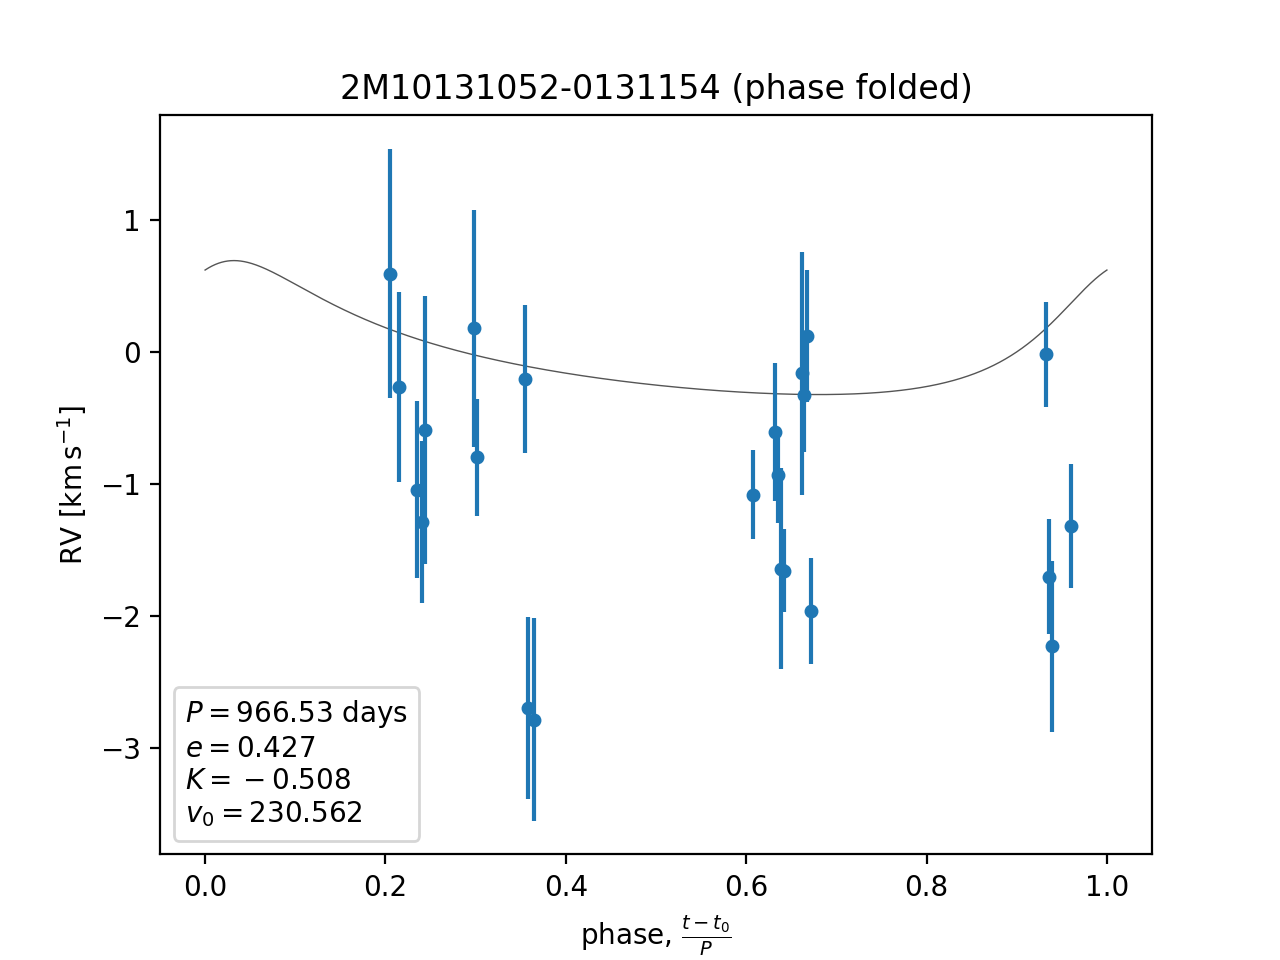 2M10131052-0131154 (phase folded)
RV [km s⁻¹]
1
0
−1
−2
−3
P = 966.53 days
e = 0.427
K = −0.508
v₀ = 230.562
0.0 0.2 0.4 0.6 0.8 1.0
phase, (t − t₀)/P